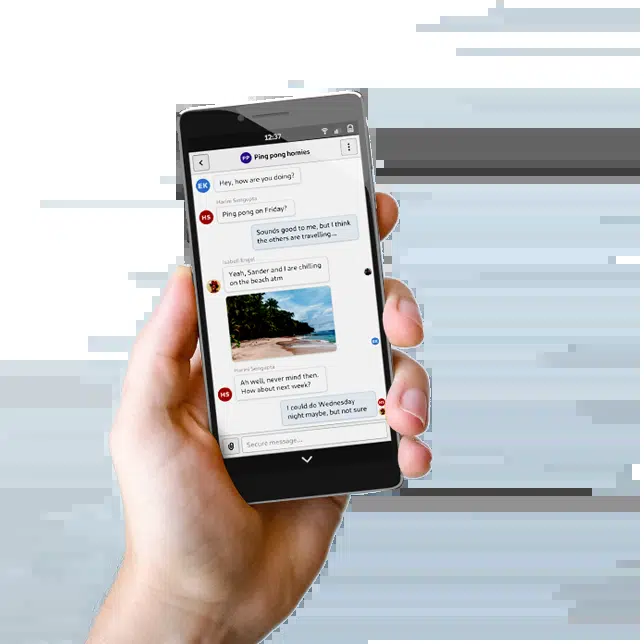 12:37
PP Ping pong homies
EK
Hey, how are you doing?
Harini Sengupta
HS
Ping pong on Friday?
Sounds good to me, but I think
the others are travelling...
Isabell Engel
Yeah, Sander and I are chilling
on the beach atm
Harini Sengupta
HS
Ah well, never mind then.
How about next week?
I could do Wednesday
night maybe, but not sure
Secure message...